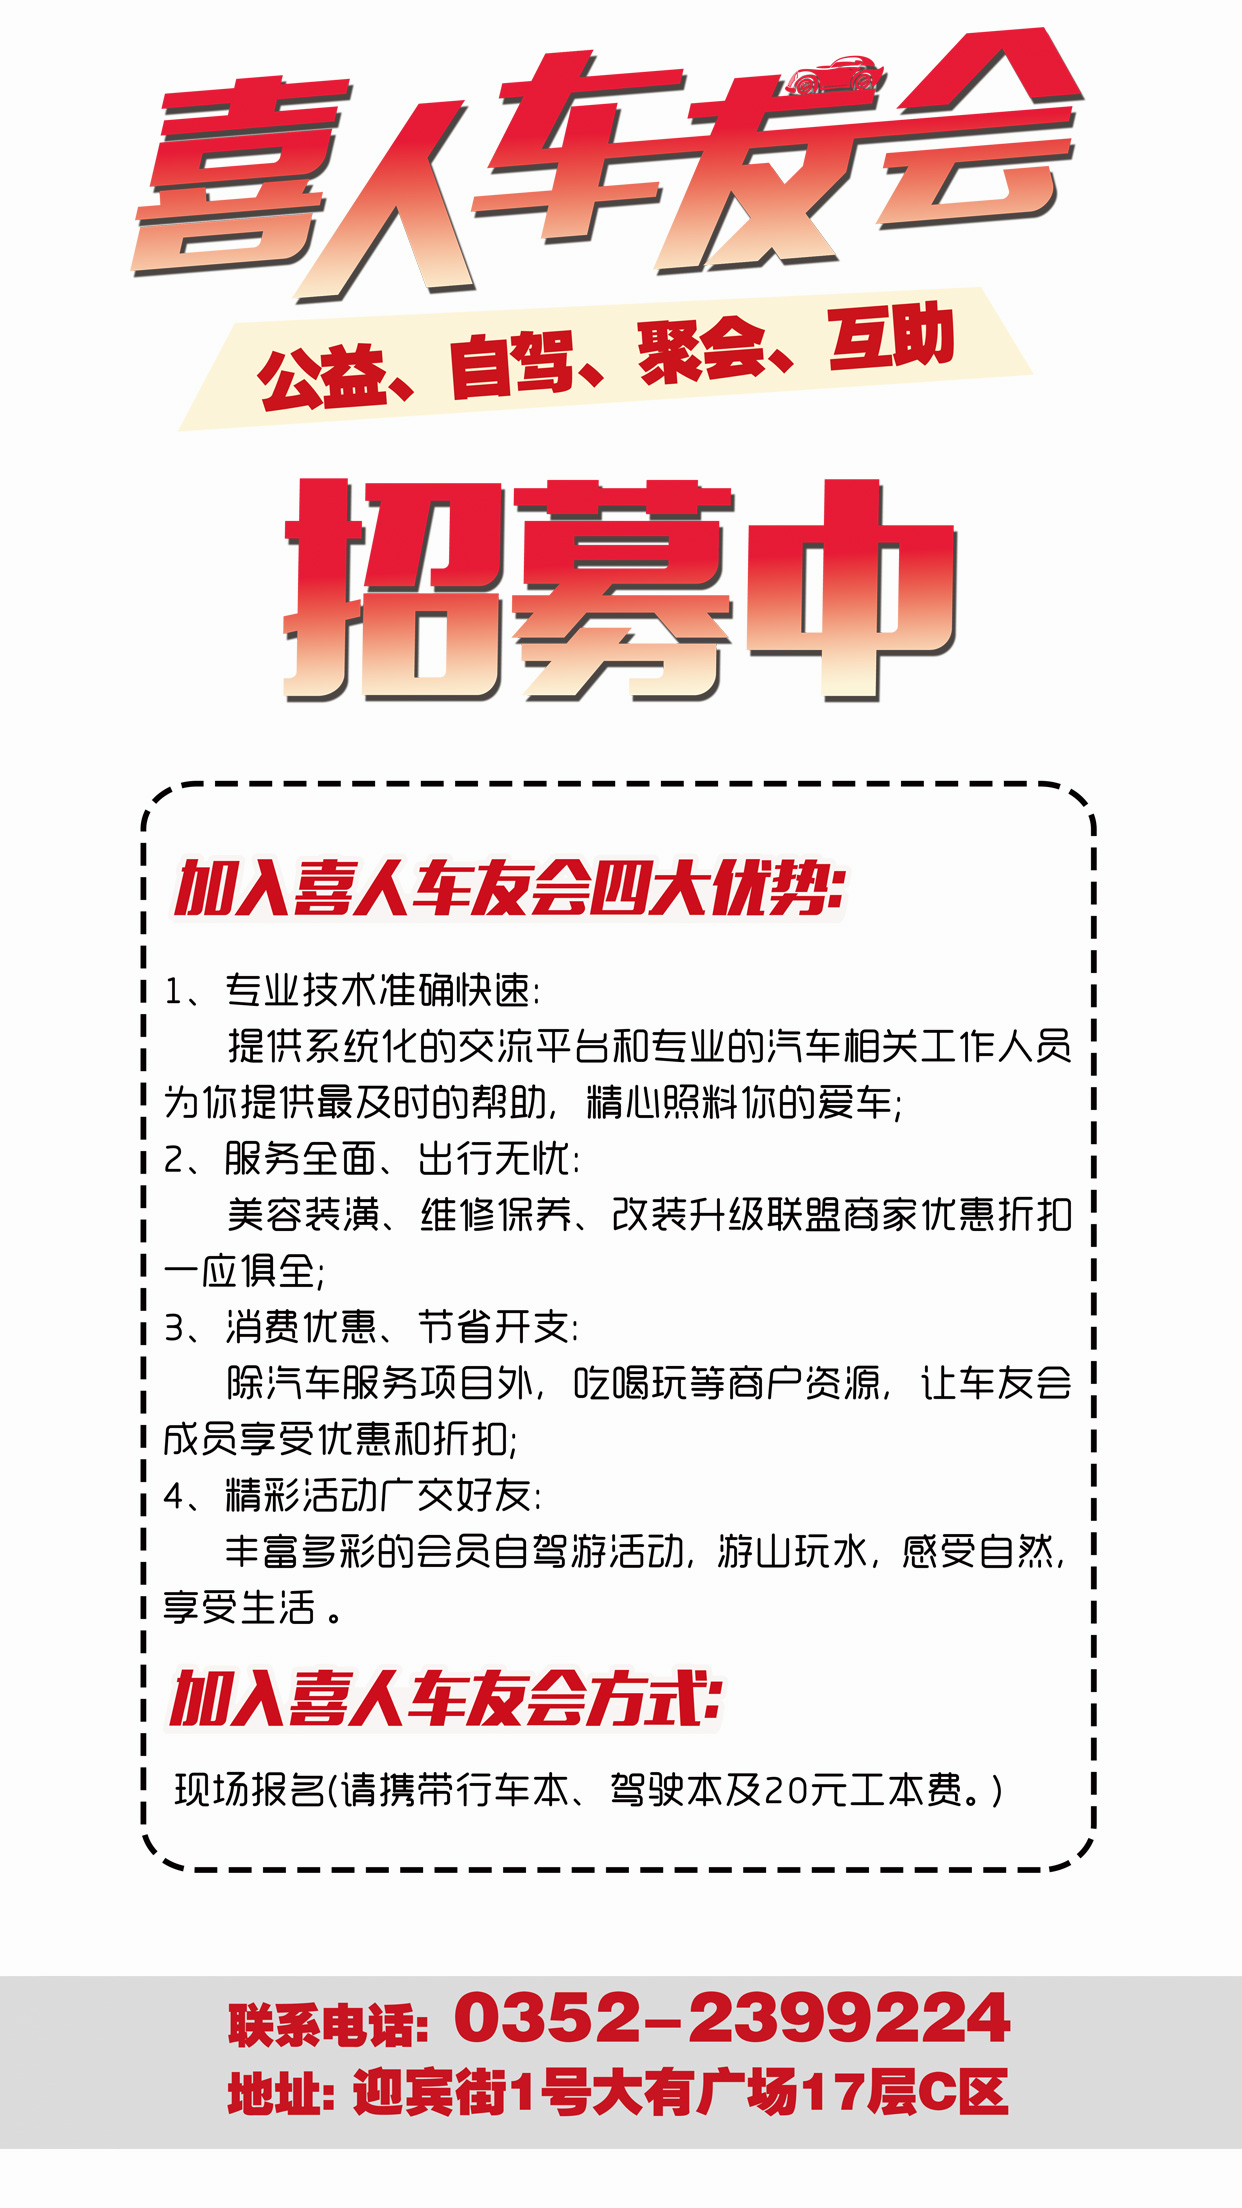 喜人车友会
公益、自驾、聚会、互助
招募中
加入喜人车友会四大优势:
1、专业技术准确快速:
提供系统化的交流平台和专业的汽车相关工作人员
为你提供最及时的帮助,精心照料你的爱车;
2、服务全面、出行无忧:
美容装潢、维修保养、改装升级联盟商家优惠折扣
一应俱全;
3、消费优惠、节省开支:
除汽车服务项目外,吃喝玩等商户资源,让车友会
成员享受优惠和折扣;
4、精彩活动广交好友:
丰富多彩的会员自驾游活动,游山玩水,感受自然,
享受生活。
加入喜人车友会方式:
现场报名(请携带行车本、驾驶本及20元工本费。)
联系电话: 0352-2399224
地址: 迎宾街1号大有广场17层C区